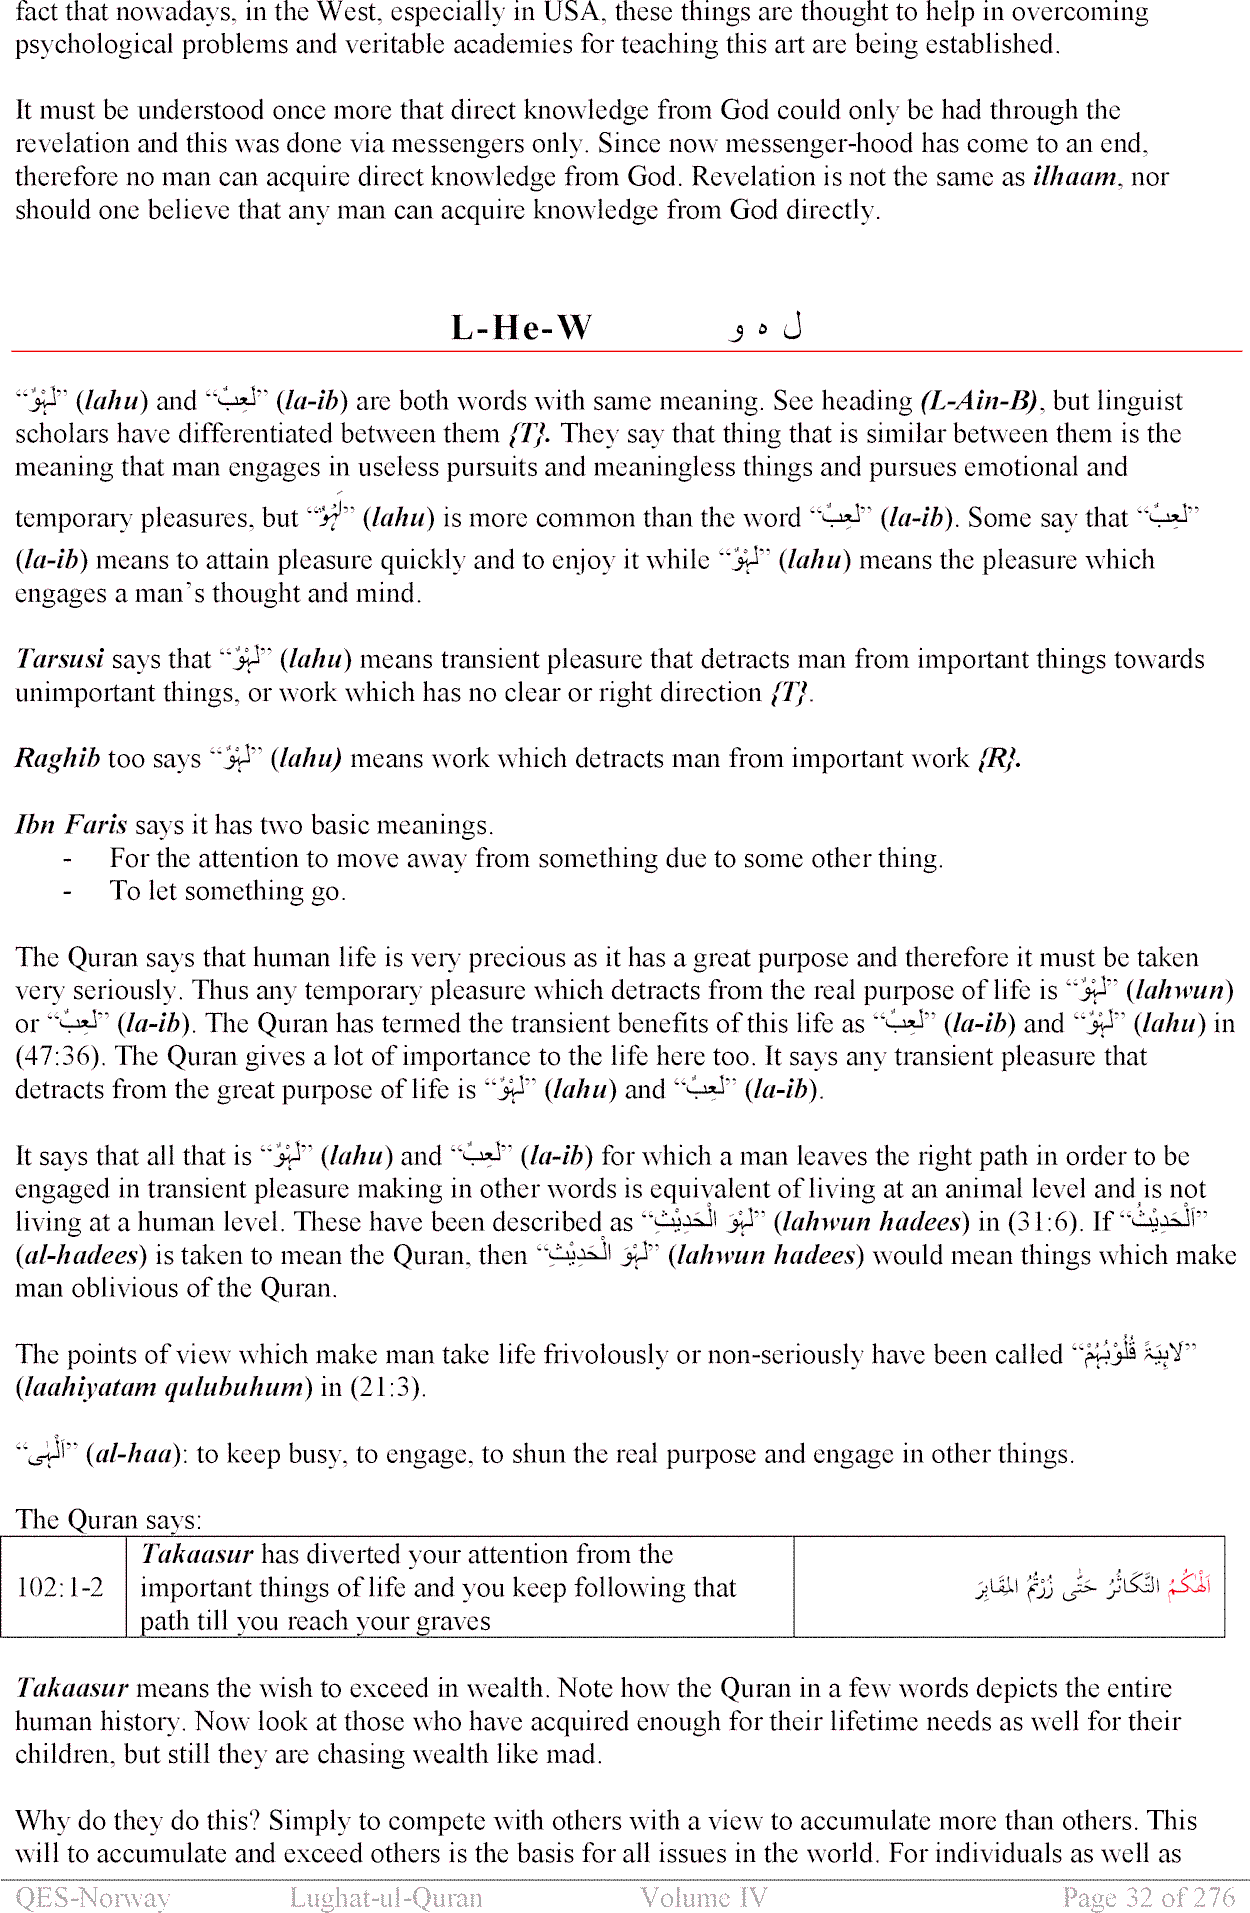 fact that nowadays, in the West, especially in USA, these things are thought to help in overcoming
psychological problems and veritable academies for teaching this art are being established.
It must be understood once more that direct knowledge from God could only be had through the
revelation and this was done via messengers only. Since now messenger-hood has come to an end,
therefore no man can acquire direct knowledge from God. Revelation is not the same as ilhaam, nor
should one believe that any man can acquire knowledge from God directly.
L-He-W ل ه و
“لَہْوٌ” (lahu) and “لَعِبٌ” (la-ib) are both words with same meaning. See heading (L-Ain-B), but linguist
scholars have differentiated between them {T}. They say that thing that is similar between them is the
meaning that man engages in useless pursuits and meaningless things and pursues emotional and
temporary pleasures, but “لَہْوٌ” (lahu) is more common than the word “لَعِبٌ” (la-ib). Some say that “لَعِبٌ”
(la-ib) means to attain pleasure quickly and to enjoy it while “لَہْوٌ” (lahu) means the pleasure which
engages a man’s thought and mind.
Tarsusi says that “لَہْوٌ” (lahu) means transient pleasure that detracts man from important things towards
unimportant things, or work which has no clear or right direction {T}.
Raghib too says “لَہْوٌ” (lahu) means work which detracts man from important work {R}.
Ibn Faris says it has two basic meanings.
- For the attention to move away from something due to some other thing.
- To let something go.
The Quran says that human life is very precious as it has a great purpose and therefore it must be taken
very seriously. Thus any temporary pleasure which detracts from the real purpose of life is “لَہْوٌ” (lahwun)
or “لَعِبٌ” (la-ib). The Quran has termed the transient benefits of this life as “لَعِبٌ” (la-ib) and “لَہْوٌ” (lahu) in
(47:36). The Quran gives a lot of importance to the life here too. It says any transient pleasure that
detracts from the great purpose of life is “لَہْوٌ” (lahu) and “لَعِبٌ” (la-ib).
It says that all that is “لَہْوٌ” (lahu) and “لَعِبٌ” (la-ib) for which a man leaves the right path in order to be
engaged in transient pleasure making in other words is equivalent of living at an animal level and is not
living at a human level. These have been described as “لَہْوَ الْحَدِیْثِ” (lahwun hadees) in (31:6). If “اَلْحَدِیْثُ”
(al-hadees) is taken to mean the Quran, then “لَہْوَ الْحَدِیْثِ” (lahwun hadees) would mean things which make
man oblivious of the Quran.
The points of view which make man take life frivolously or non-seriously have been called “لَاہِیَۃً قُلُوْبُہُمْ”
(laahiyatam qulubuhum) in (21:3).
“اَلْہٰی” (al-haa): to keep busy, to engage, to shun the real purpose and engage in other things.
The Quran says:
102:1-2 Takaasur has diverted your attention from the
important things of life and you keep following that
path till you reach your graves
اَلْهٰكُمُ التَّكَاثُرُ حَتّٰى زُرْتُمُ الْمَقَابِرَ
Takaasur means the wish to exceed in wealth. Note how the Quran in a few words depicts the entire
human history. Now look at those who have acquired enough for their lifetime needs as well for their
children, but still they are chasing wealth like mad.
Why do they do this? Simply to compete with others with a view to accumulate more than others. This
will to accumulate and exceed others is the basis for all issues in the world. For individuals as well as
QES-Norway Lughat-ul-Quran Volume IV Page 32 of 276